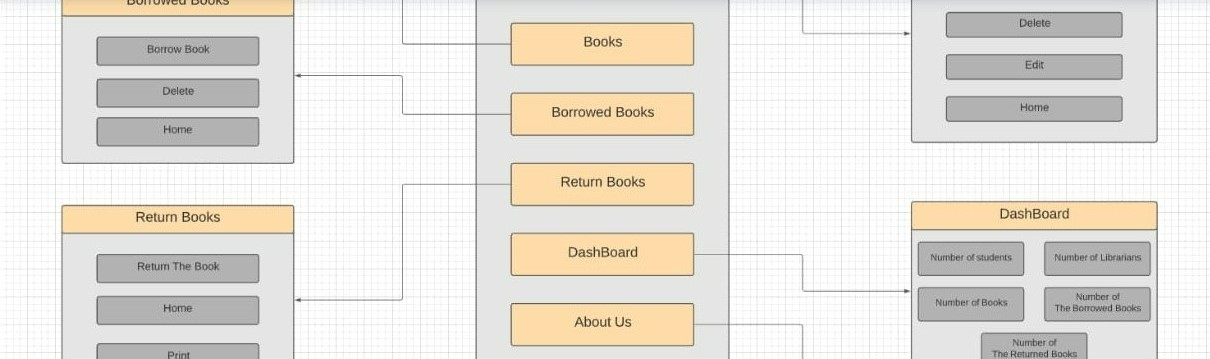 Borrowed Books
Borrow Book
Delete
Home
Return Books
Return The Book
Home
Print
Books
Borrowed Books
Return Books
DashBoard
About Us
Delete
Edit
Home
DashBoard
Number of students
Number of Librarians
Number of Books
Number of
The Borrowed Books
Number of
The Returned Books